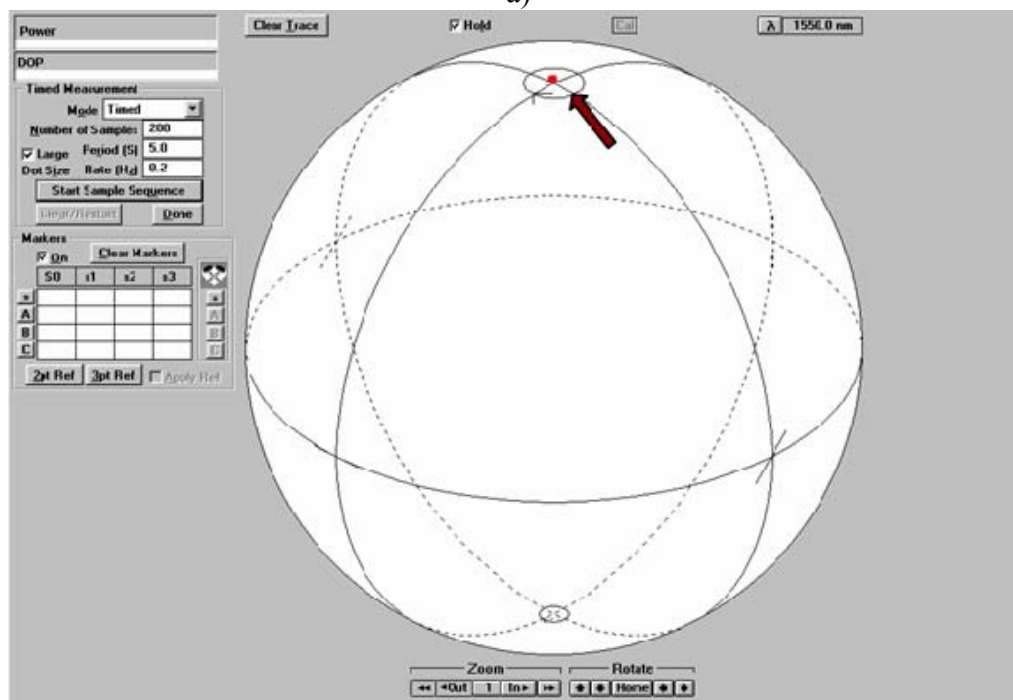 a)
Power
Clear Trace
Hold
Cal
λ 1550.0 nm
DOP
Timed Measurement
Mode Timed
Number of Samples 200
Large Dot Size
Period (S) 5.0
Rate (Hz) 0.2
Start Sample Sequence
Clear/Restart Done
Markers
On Clear Markers
S0 s1 s2 s3
A A
B B
C C
2pt Ref 3pt Ref Apply Ref
Zoom Rotate
Out 1 In Home